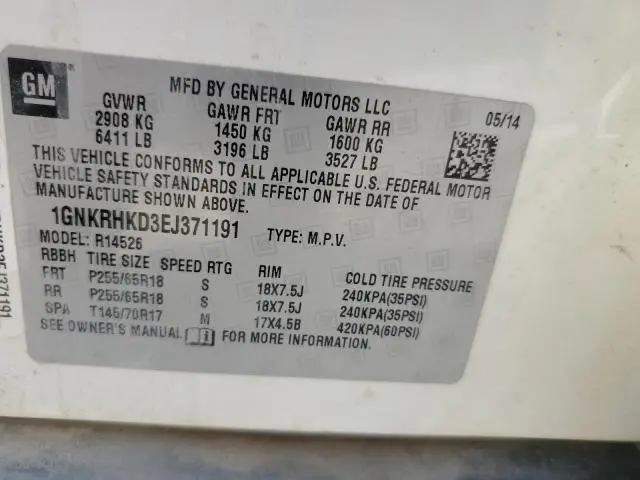 GM
MFD BY GENERAL MOTORS LLC
GVWR GAWR FRT GAWR RR 05/14
2908 KG 1450 KG 1600 KG
6411 LB 3196 LB 3527 LB
THIS VEHICLE CONFORMS TO ALL APPLICABLE U.S. FEDERAL MOTOR
VEHICLE SAFETY STANDARDS IN EFFECT ON THE DATE OF
MANUFACTURE SHOWN ABOVE.
1GNKRHKD3EJ371191 TYPE: M.P.V.
MODEL: R14526
RBBH TIRE SIZE SPEED RTG RIM COLD TIRE PRESSURE
FRT P255/65R18 S 18X7.5J 240KPA(35PSI)
RR P255/65R18 S 18X7.5J 240KPA(35PSI)
SPA T145/70R17 M 17X4.5B 420KPA(60PSI)
SEE OWNER'S MANUAL FOR MORE INFORMATION.